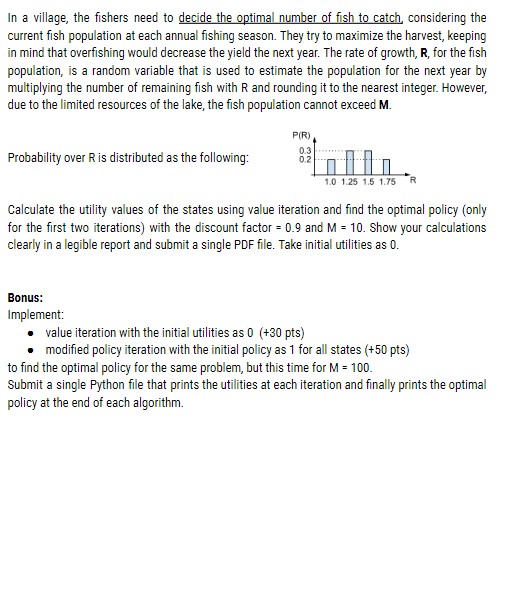 In a village, the fishers need to decide the optimal number of fish to catch, considering the
current fish population at each annual fishing season. They try to maximize the harvest, keeping
in mind that overfishing would decrease the yield the next year. The rate of growth, R, for the fish
population, is a random variable that is used to estimate the population for the next year by
multiplying the number of remaining fish with R and rounding it to the nearest integer. However,
due to the limited resources of the lake, the fish population cannot exceed M.
P(R)
0.3
0.2
Probability over R is distributed as the following:
1.0 1.25 1.5 1.75 R
Calculate the utility values of the states using value iteration and find the optimal policy (only
for the first two iterations) with the discount factor = 0.9 and M = 10. Show your calculations
clearly in a legible report and submit a single PDF file. Take initial utilities as 0.
Bonus:
Implement:
• value iteration with the initial utilities as 0 (+30 pts)
• modified policy iteration with the initial policy as 1 for all states (+50 pts)
to find the optimal policy for the same problem, but this time for M = 100.
Submit a single Python file that prints the utilities at each iteration and finally prints the optimal
policy at the end of each algorithm.